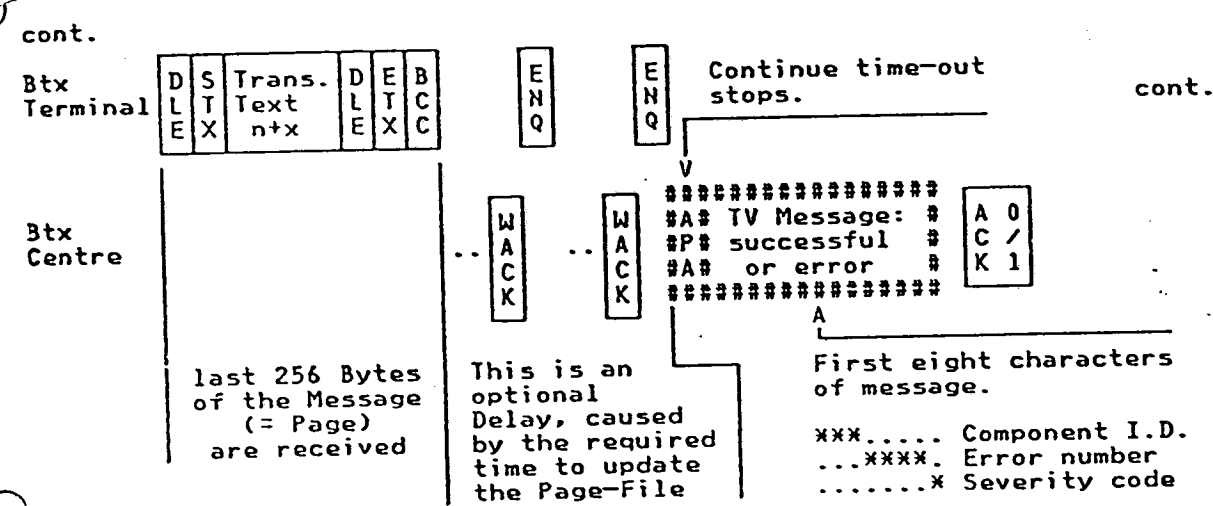 cont.
Btx Terminal
D L E
S T X
Trans. Text n+x
D L E
E T X
B C C
E N Q
E N Q
Continue time-out
stops.
cont.
V
Btx
Centre
..
W A C K
..
W A C K
#################
#A# TV Message: #
#P# successful #
#A# or error #
#################
A C K
0 / 1
A
last 256 Bytes
of the Message
(= Page)
are received
This is an
optional
Delay, caused
by the required
time to update
the Page-File
First eight characters
of message.
***..... Component I.D.
...****. Error number
.......* Severity code